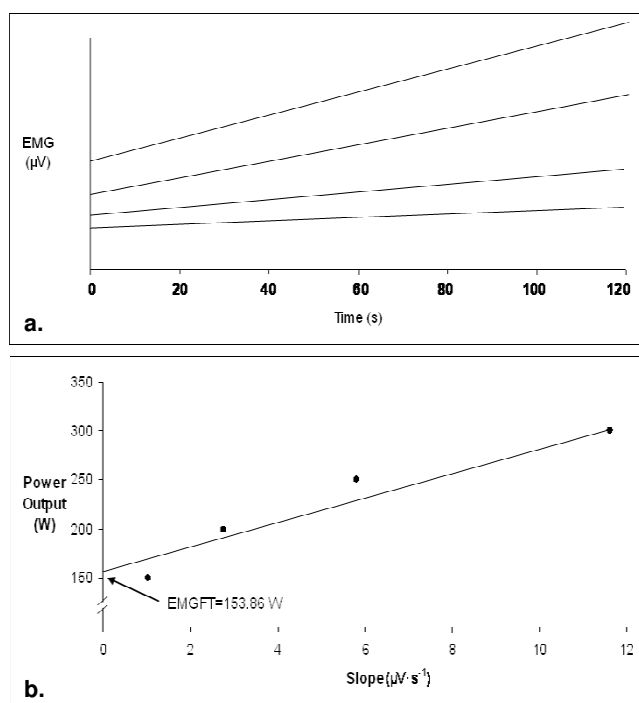 EMG
(µV)
0 20 40 60 80 100 120
Time (s)
a.
350
300
250
200
150
Power
Output
(W)
EMGFT=153.86 W
0 2 4 6 8 10 12
Slope(µV·s⁻¹)
b.